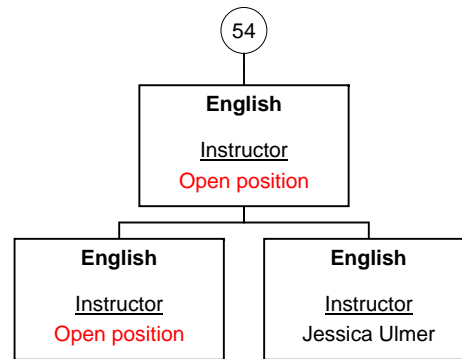 54
English
Instructor
Open position
English
Instructor
Open position
English
Instructor
Jessica Ulmer